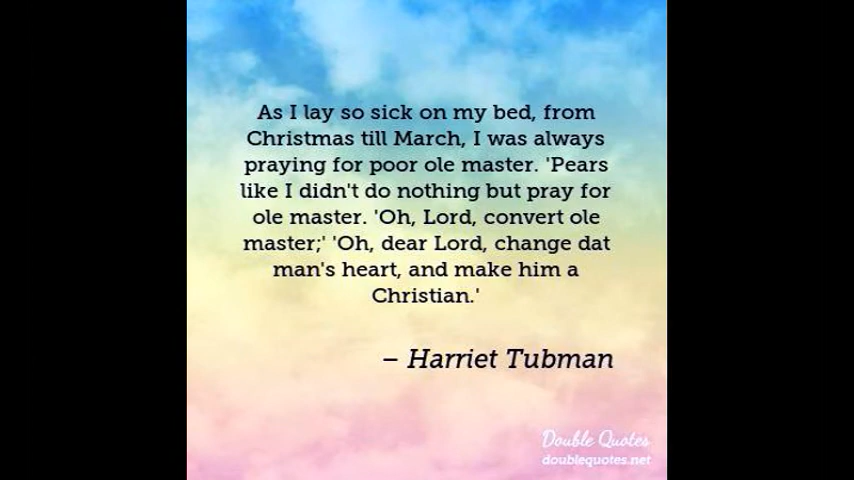 As I lay so sick on my bed, from
Christmas till March, I was always
praying for poor ole master. 'Pears
like I didn't do nothing but pray for
ole master. 'Oh, Lord, convert ole
master;' 'Oh, dear Lord, change dat
man's heart, and make him a
Christian.'
– Harriet Tubman
Double Quotes
doublequotes.net